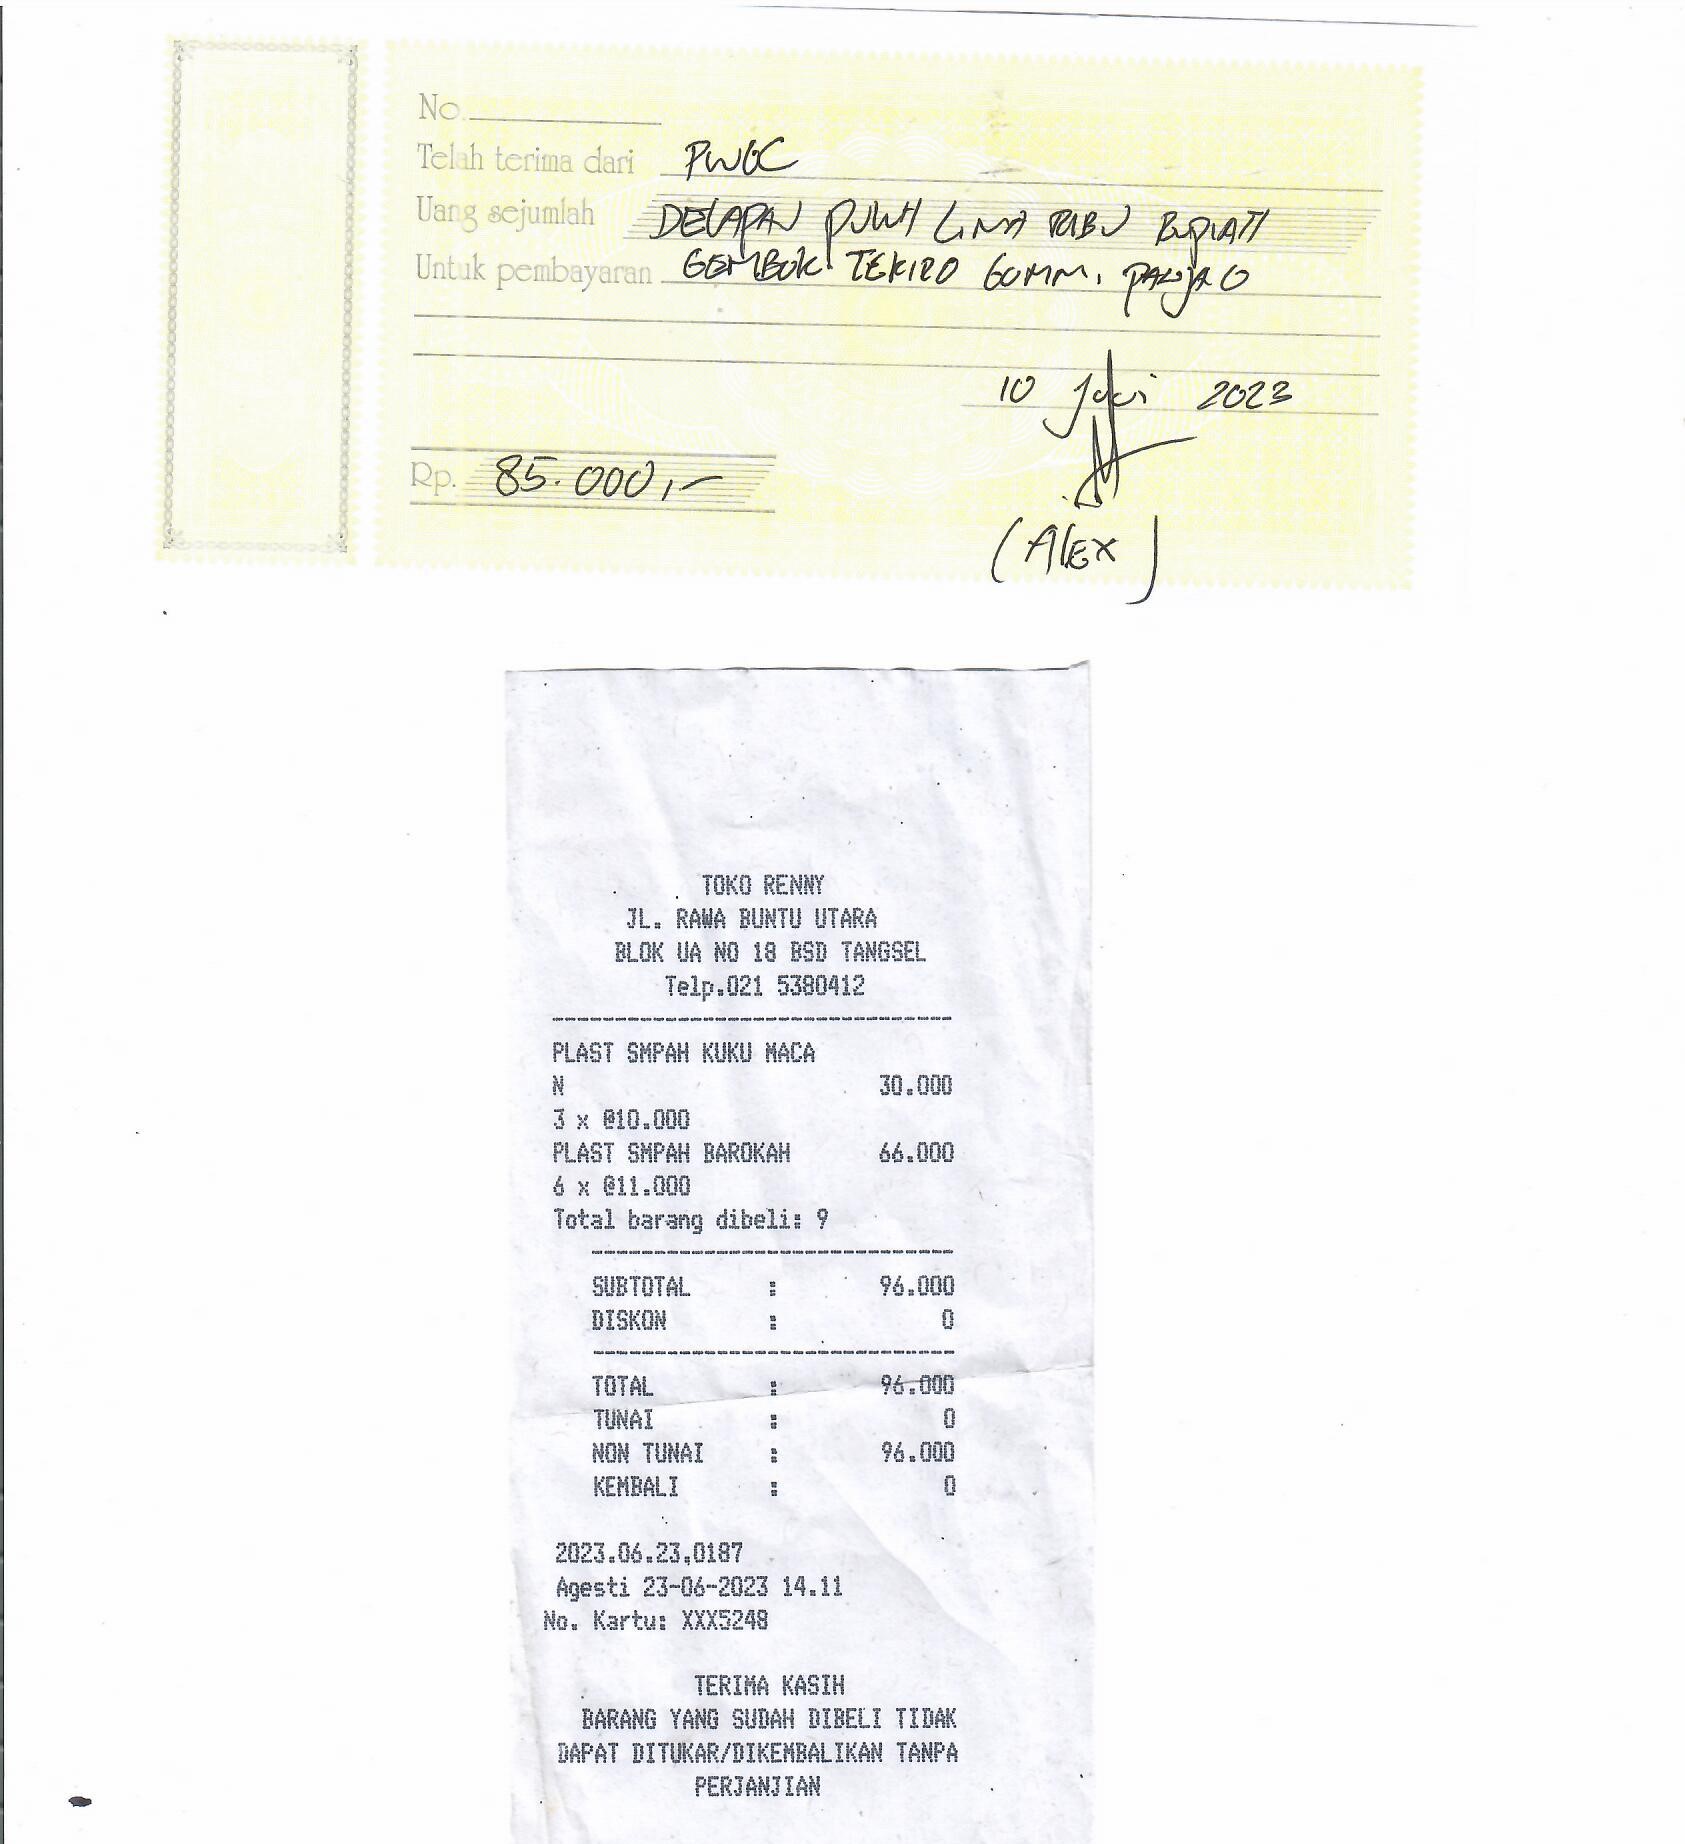 No.
Telah terima dari PWGC
Uang sejumlah DELAPAN PULUH LIMA RIBU RUPIAH
Untuk pembayaran GEMBOK TEKIRO 60MM. PANJANG
10 Juli 2023
Rp. 85.000,-
(ALEX)
TOKO RENNY
JL. RAWA BUNTU UTARA
BLOK UA NO 18 BSD TANGSEL
Telp.021 5380412
PLAST SMPAH KUKU MACA
N 30.000
3 x @10.000
PLAST SMPAH BAROKAH 66.000
6 x @11.000
Total barang dibeli: 9
SUBTOTAL : 96.000
DISKON : 0
TOTAL : 96.000
TUNAI : 0
NON TUNAI : 96.000
KEMBALI : 0
2023.06.23,0187
Agesti 23-06-2023 14.11
No. Kartu: XXX5248
TERIMA KASIH
BARANG YANG SUDAH DIBELI TIDAK
DAPAT DITUKAR/DIKEMBALIKAN TANPA
PERJANJIAN